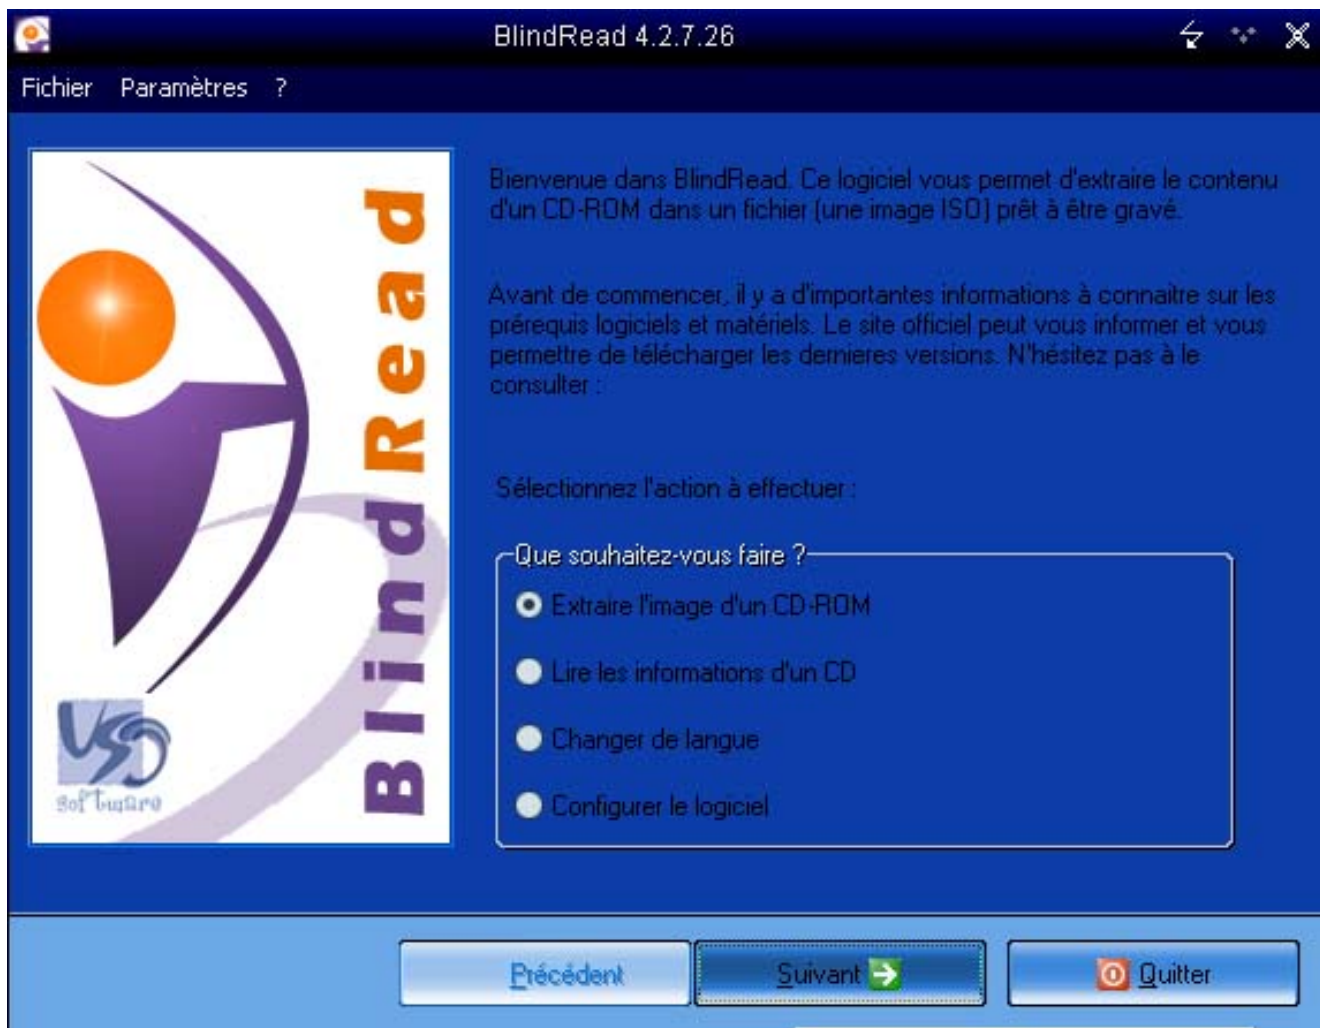 BlindRead 4.2.7.26
Fichier Paramètres ?
BlindRead
VSO
software
Bienvenue dans BlindRead. Ce logiciel vous permet d'extraire le contenu
d'un CD-ROM dans un fichier (une image ISO) prêt à être gravé.
Avant de commencer, il y a d'importantes informations à connaitre sur les
prérequis logiciels et matériels. Le site officiel peut vous informer et vous
permettre de télécharger les dernieres versions. N'hésitez pas à le
consulter :
Sélectionnez l'action à effectuer :
Que souhaitez-vous faire ?
Extraire l'image d'un CD-ROM
Lire les informations d'un CD
Changer de langue
Configurer le logiciel
Précédent Suivant Quitter